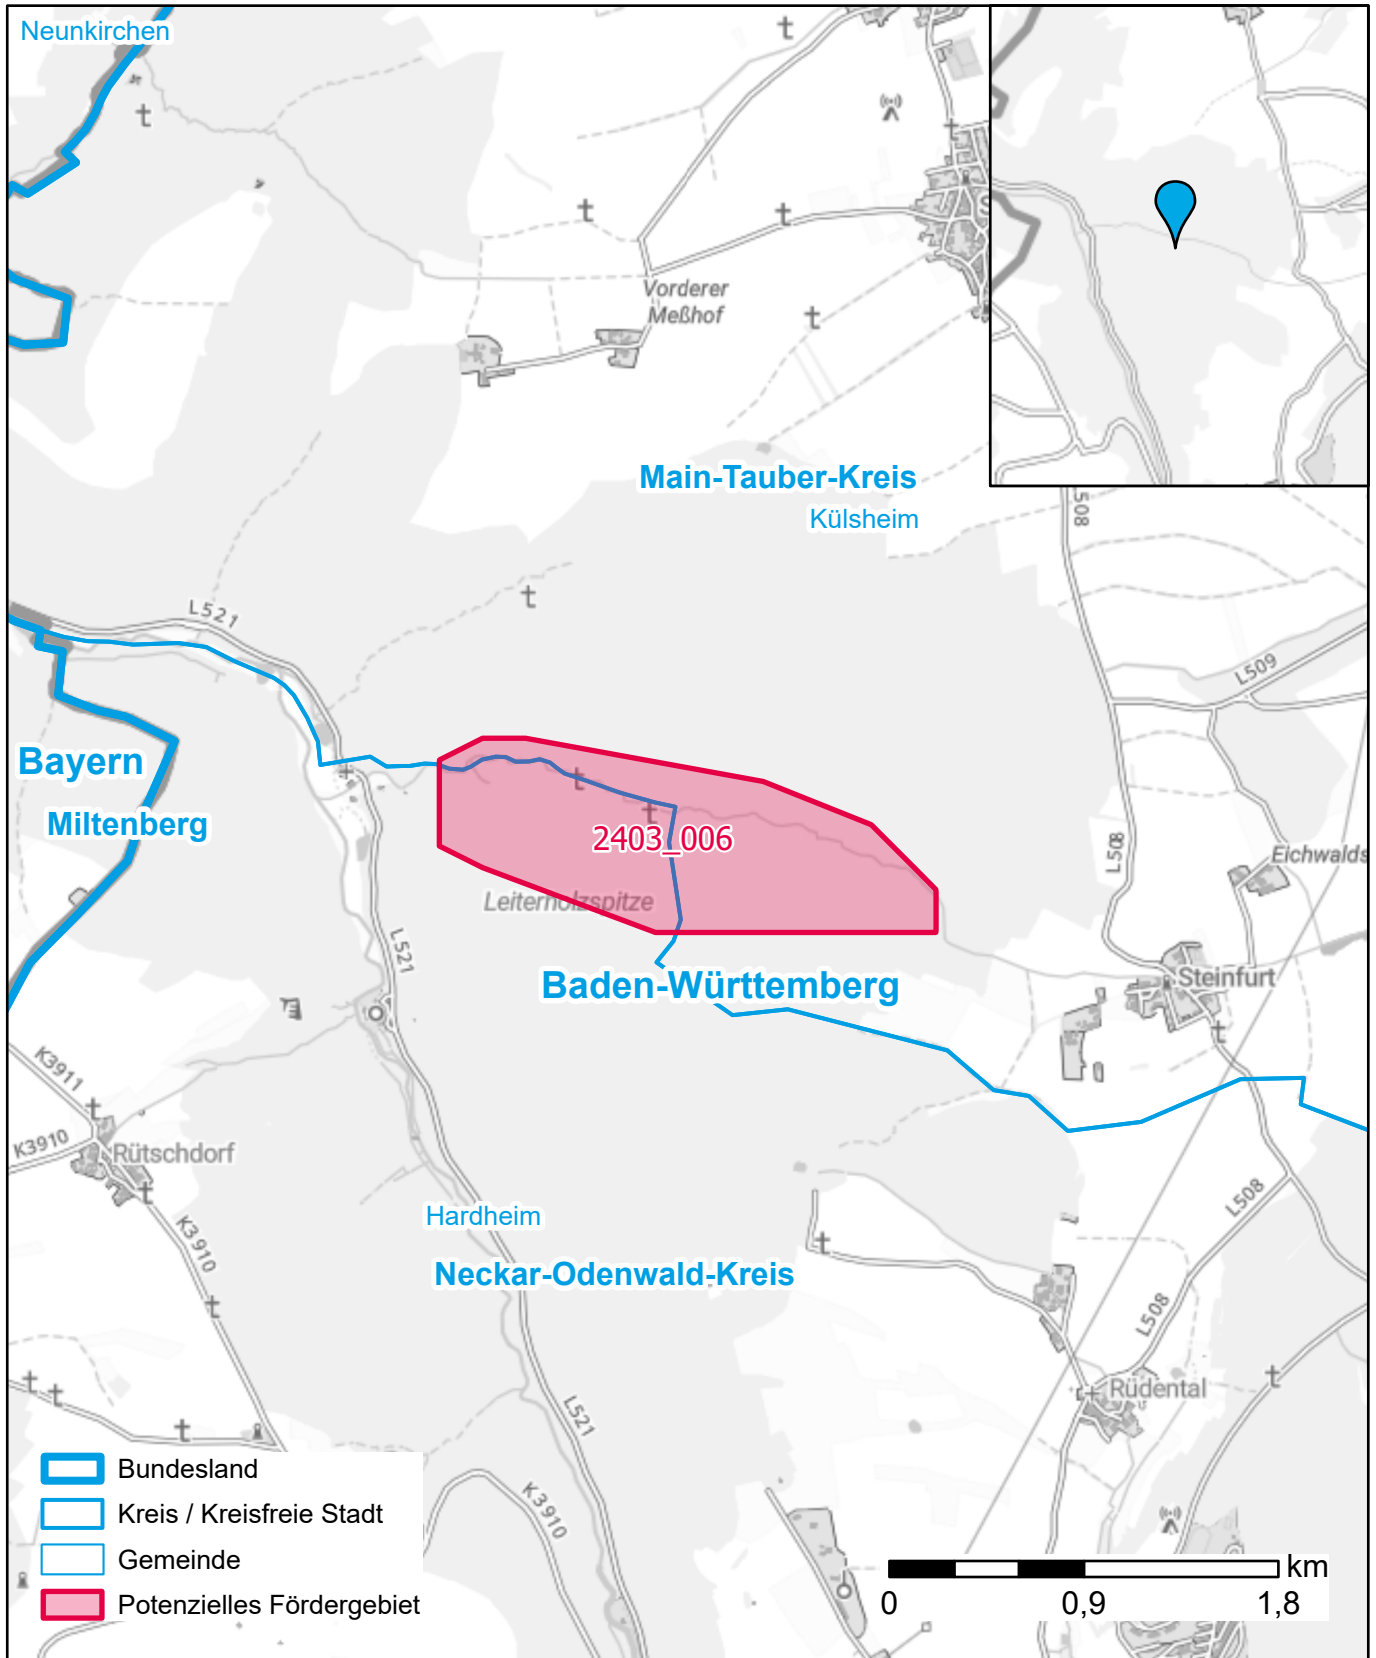 Neunkirchen
Vorderer
Meßhof
S
Main-Tauber-Kreis
Külsheim
508
L521
L509
Bayern
Miltenberg
2403_006
L508
Eichwalds
Leiterholzspitze
L521
Baden-Württemberg
Steinfurt
K3911
K3910
Rütschdorf
K3910
Hardheim
L508
Neckar-Odenwald-Kreis
L508
Rüdental
L521
K3910
Bundesland
Kreis / Kreisfreie Stadt
Gemeinde
Potenzielles Fördergebiet
km
0 0,9 1,8